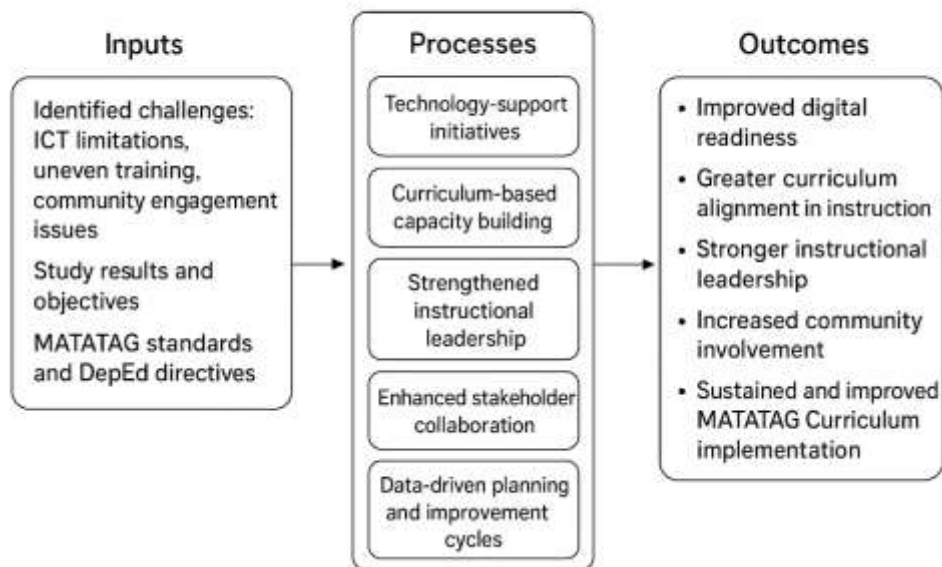 Inputs
Identified challenges:
ICT limitations,
uneven training,
community engagement
issues
Study results and
objectives
MATATAG standards
and DepEd directives
Processes
Technology-support
initiatives
Curriculum-based
capacity building
Strengthened
instructional
leadership
Enhanced stakeholder
collaboration
Data-driven planning
and improvement
cycles
Outcomes
• Improved digital
readiness
• Greater curriculum
alignment in instruction
• Stronger instructional
leadership
• Increased community
involvement
• Sustained and improved
MATATAG Curriculum
implementation